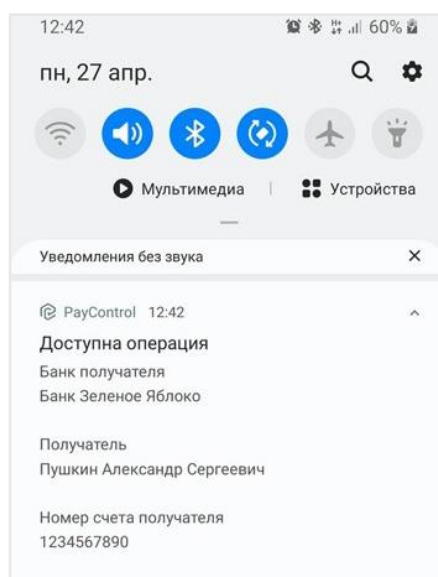 12:42 60%
пн, 27 апр.
Мультимедиа | Устройства
Уведомления без звука
PayControl 12:42
Доступна операция
Банк получателя
Банк Зеленое Яблоко
Получатель
Пушкин Александр Сергеевич
Номер счета получателя
1234567890